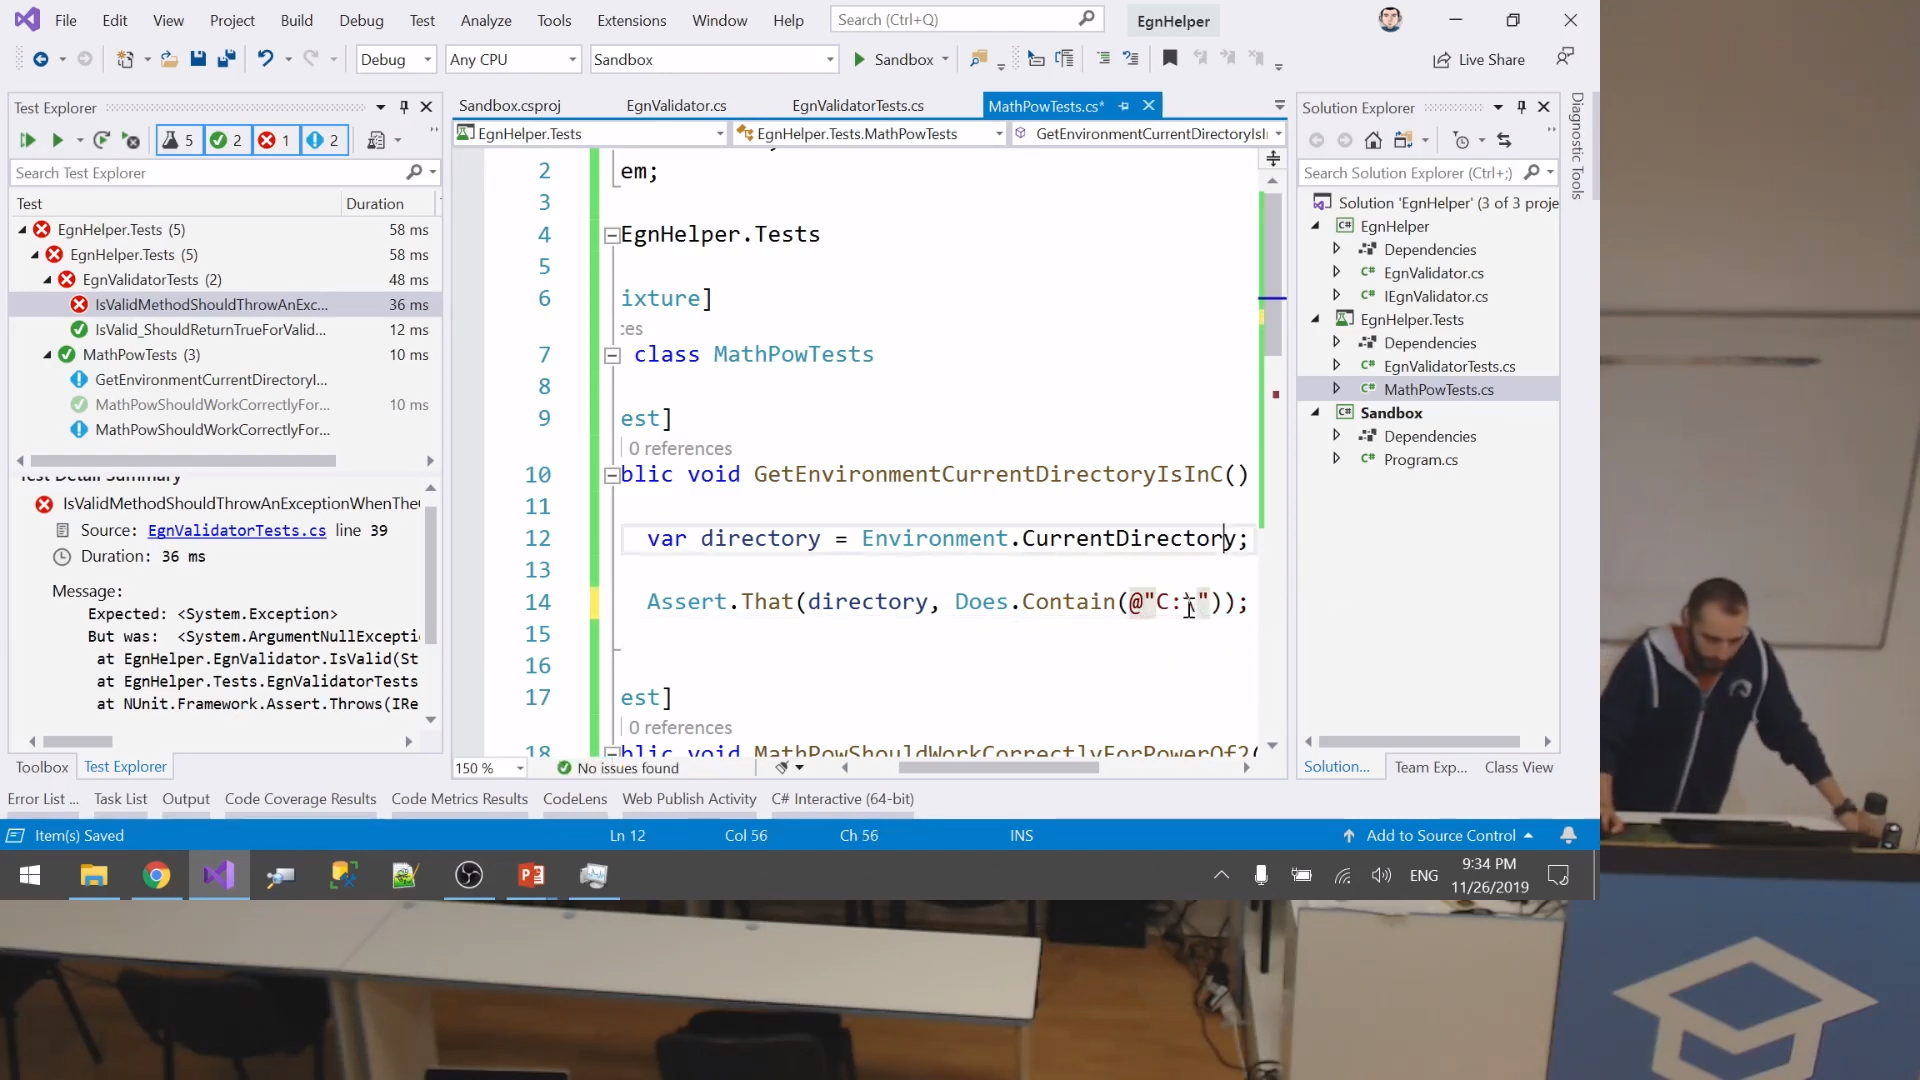 File Edit View Project Build Debug Test Analyze Tools Extensions Window Help Search (Ctrl+Q) EgnHelper
Debug Any CPU Sandbox Sandbox Live Share
Test Explorer
5 2 1 2
Search Test Explorer
Test Duration
EgnHelper.Tests (5) 58 ms
EgnHelper.Tests (5) 58 ms
EgnValidatorTests (2) 48 ms
IsValidMethodShouldThrowAnExc... 36 ms
IsValid_ShouldReturnTrueForValid... 12 ms
MathPowTests (3) 10 ms
GetEnvironmentCurrentDirectoryI...
MathPowShouldWorkCorrectlyFor... 10 ms
MathPowShouldWorkCorrectlyFor...
Test Detail Summary
IsValidMethodShouldThrowAnExceptionWhenThe
Source: EgnValidatorTests.cs line 39
Duration: 36 ms
Message:
Expected: <System.Exception>
But was: <System.ArgumentNullExcepti
at EgnHelper.EgnValidator.IsValid(St
at EgnHelper.Tests.EgnValidatorTests
at NUnit.Framework.Assert.Throws(IRe
Toolbox Test Explorer
Sandbox.csproj EgnValidator.cs EgnValidatorTests.cs MathPowTests.cs*
EgnHelper.Tests EgnHelper.Tests.MathPowTests GetEnvironmentCurrentDirectoryIsI
2 em;
3
4 EgnHelper.Tests
5
6 ixture]
ces
7 class MathPowTests
8
9 est]
0 references
10 blic void GetEnvironmentCurrentDirectoryIsInC()
11
12 var directory = Environment.CurrentDirectory;
13
14 Assert.That(directory, Does.Contain(@"C:\"));
15
16
17 est]
0 references
18 blic void MathPowShouldWorkCorrectlyForPowerOf2(
150 % No issues found
Solution Explorer
Search Solution Explorer (Ctrl+;)
Solution 'EgnHelper' (3 of 3 proje
EgnHelper
Dependencies
EgnValidator.cs
IEgnValidator.cs
EgnHelper.Tests
Dependencies
EgnValidatorTests.cs
MathPowTests.cs
Sandbox
Dependencies
Program.cs
Solution... Team Exp... Class View
Diagnostic Tools
Error List ... Task List Output Code Coverage Results Code Metrics Results CodeLens Web Publish Activity C# Interactive (64-bit)
Item(s) Saved Ln 12 Col 56 Ch 56 INS Add to Source Control
ENG 9:34 PM
11/26/2019